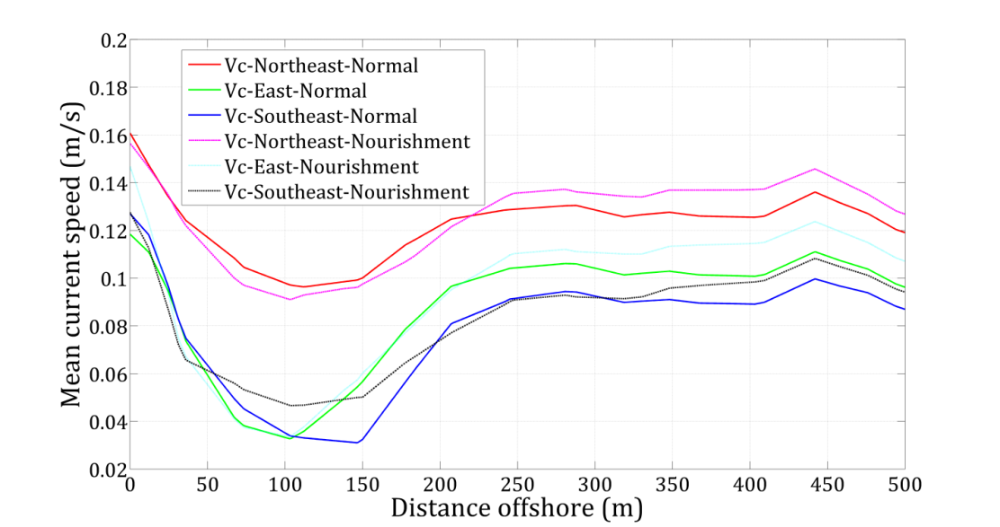 Mean current speed (m/s)
0.2
0.18
0.16
0.14
0.12
0.1
0.08
0.06
0.04
0.02
Vc-Northeast-Normal
Vc-East-Normal
Vc-Southeast-Normal
Vc-Northeast-Nourishment
Vc-East-Nourishment
Vc-Southeast-Nourishment
0 50 100 150 200 250 300 350 400 450 500
Distance offshore (m)